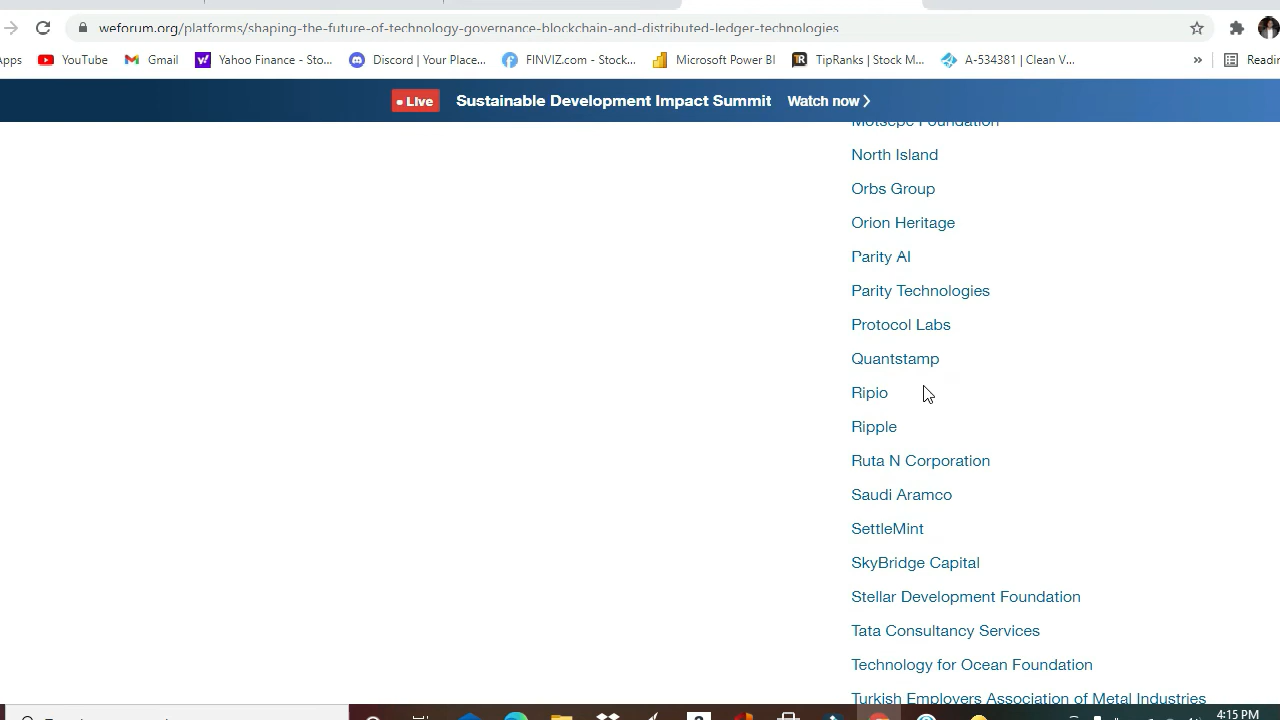 weforum.org/platforms/shaping-the-future-of-technology-governance-blockchain-and-distributed-ledger-technologies
Apps YouTube Gmail Yahoo Finance - Sto... Discord | Your Place... FINVIZ.com - Stock... Microsoft Power BI TipRanks | Stock M... A-534381 | Clean V... »
Live Sustainable Development Impact Summit Watch now
Motsepe Foundation
North Island
Orbs Group
Orion Heritage
Parity AI
Parity Technologies
Protocol Labs
Quantstamp
Ripio
Ripple
Ruta N Corporation
Saudi Aramco
SettleMint
SkyBridge Capital
Stellar Development Foundation
Tata Consultancy Services
Technology for Ocean Foundation
Turkish Employers Association of Metal Industries
4:15 PM